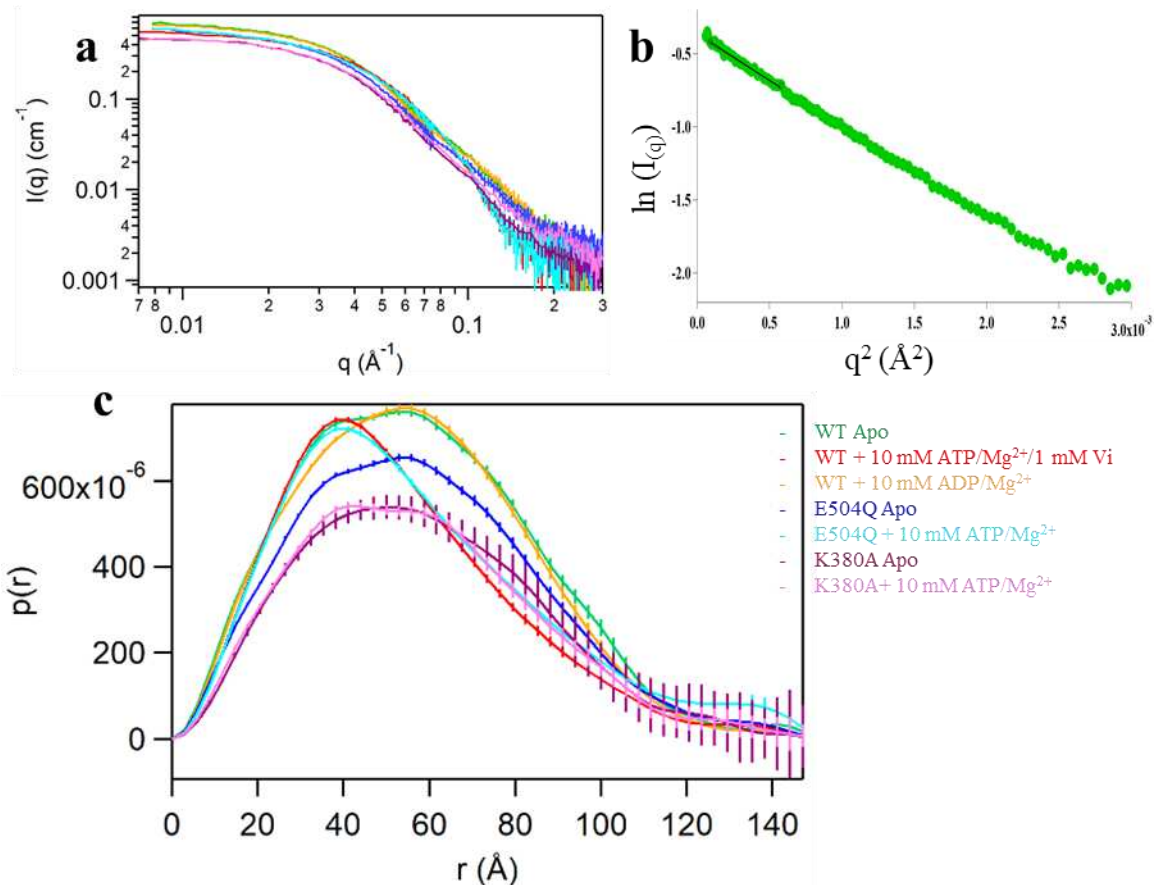 a
4
2
0.1
4
2
0.01
4
2
0.001
I(q) (cm⁻¹)
7 8
2
3
4
5
6
7
8
2
3
0.01
0.1
q (Å⁻¹)
b
-0.5
-1.0
-1.5
-2.0
ln (I(q))
0.0
0.5
1.0
1.5
2.0
2.5
3.0x10⁻³
q² (Å²)
c
600x10⁻⁶
400
200
0
p(r)
0
20
40
60
80
100
120
140
r (Å)
- WT Apo
- WT + 10 mM ATP/Mg²⁺/1 mM Vi
- WT + 10 mM ADP/Mg²⁺
- E504Q Apo
- E504Q + 10 mM ATP/Mg²⁺
- K380A Apo
- K380A+ 10 mM ATP/Mg²⁺